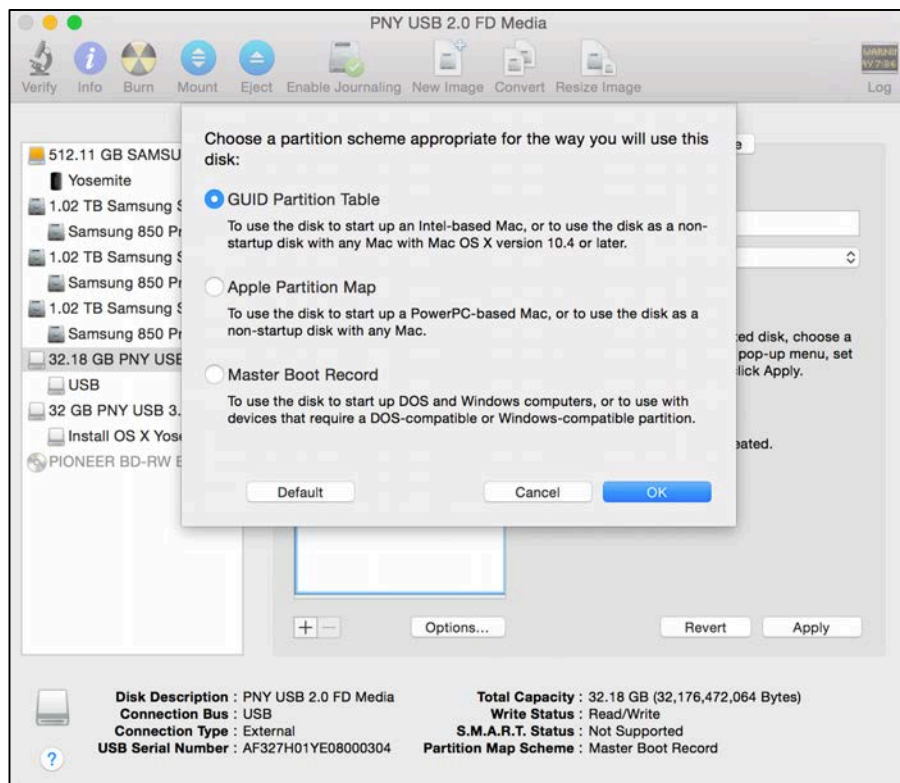 PNY USB 2.0 FD Media
Verify Info Burn Mount Eject Enable Journaling New Image Convert Resize Image Log
Choose a partition scheme appropriate for the way you will use this
disk:
GUID Partition Table
To use the disk to start up an Intel-based Mac, or to use the disk as a non-
startup disk with any Mac with Mac OS X version 10.4 or later.
Apple Partition Map
To use the disk to start up a PowerPC-based Mac, or to use the disk as a
non-startup disk with any Mac.
Master Boot Record
To use the disk to start up DOS and Windows computers, or to use with
devices that require a DOS-compatible or Windows-compatible partition.
Default Cancel OK
512.11 GB SAMSU
Yosemite
1.02 TB Samsung S
Samsung 850 Pr
1.02 TB Samsung S
Samsung 850 Pr
1.02 TB Samsung S
Samsung 850 Pr
32.18 GB PNY USB
USB
32 GB PNY USB 3.
Install OS X Yose
PIONEER BD-RW
ed disk, choose a
pop-up menu, set
lick Apply.
eated.
+ − Options... Revert Apply
Disk Description : PNY USB 2.0 FD Media
Connection Bus : USB
Connection Type : External
USB Serial Number : AF327H01YE08000304
Total Capacity : 32.18 GB (32,176,472,064 Bytes)
Write Status : Read/Write
S.M.A.R.T. Status : Not Supported
Partition Map Scheme : Master Boot Record
?